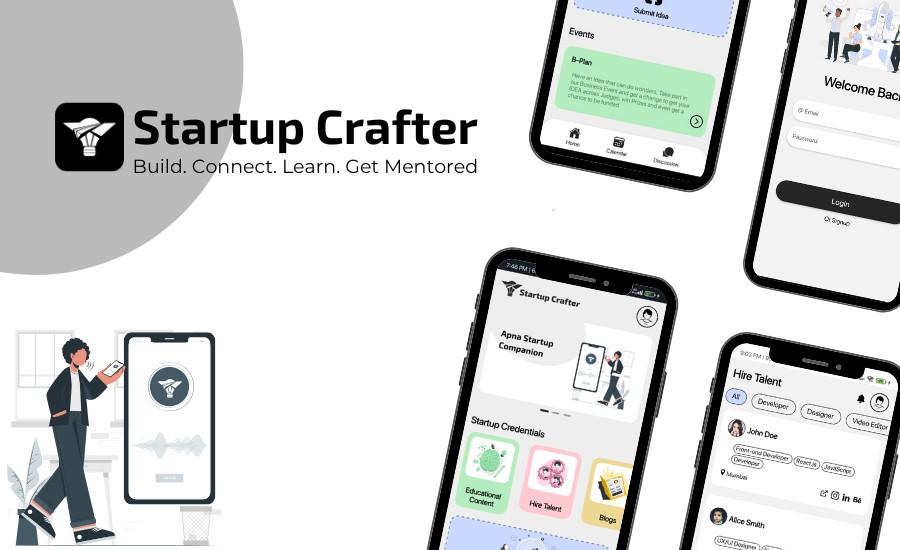 Startup Crafter
Build. Connect. Learn. Get Mentored
Submit Idea
Events
B-Plan
Have an Idea that can do wonders. Take part in
our Business Event and get a change to get your
IDEA across Judges, win Prizes and even get a
chance to be funded.
Home
Calendar
Discussion
Welcome Back
@ Email
Password
Login
Or Signup
7:46 PM
Startup Crafter
Apna Startup
Companion
Startup Credentials
Educational
Content
Hire Talent
Blogs
9:03 PM
Hire Talent
All
Developer
Designer
Video Editor
John Doe
Front-end Developer
React js
JavaScript
Developer
Mumbai
Alice Smith
UX/UI Designer